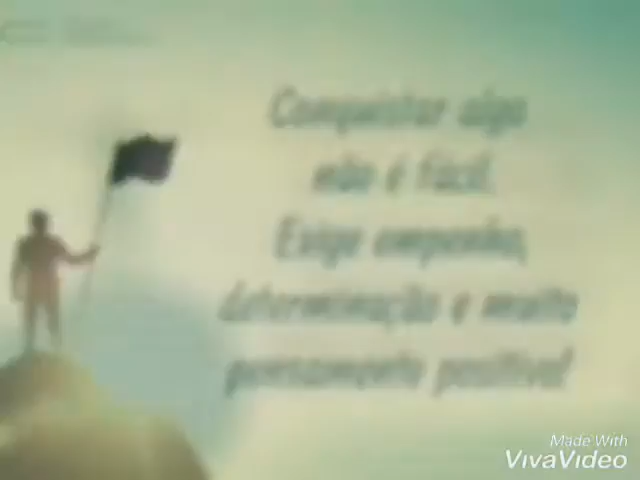 Conquistar algo
não é fácil.
Exige empenho,
determinação e muito
pensamento positivo!
Made With
VivaVideo